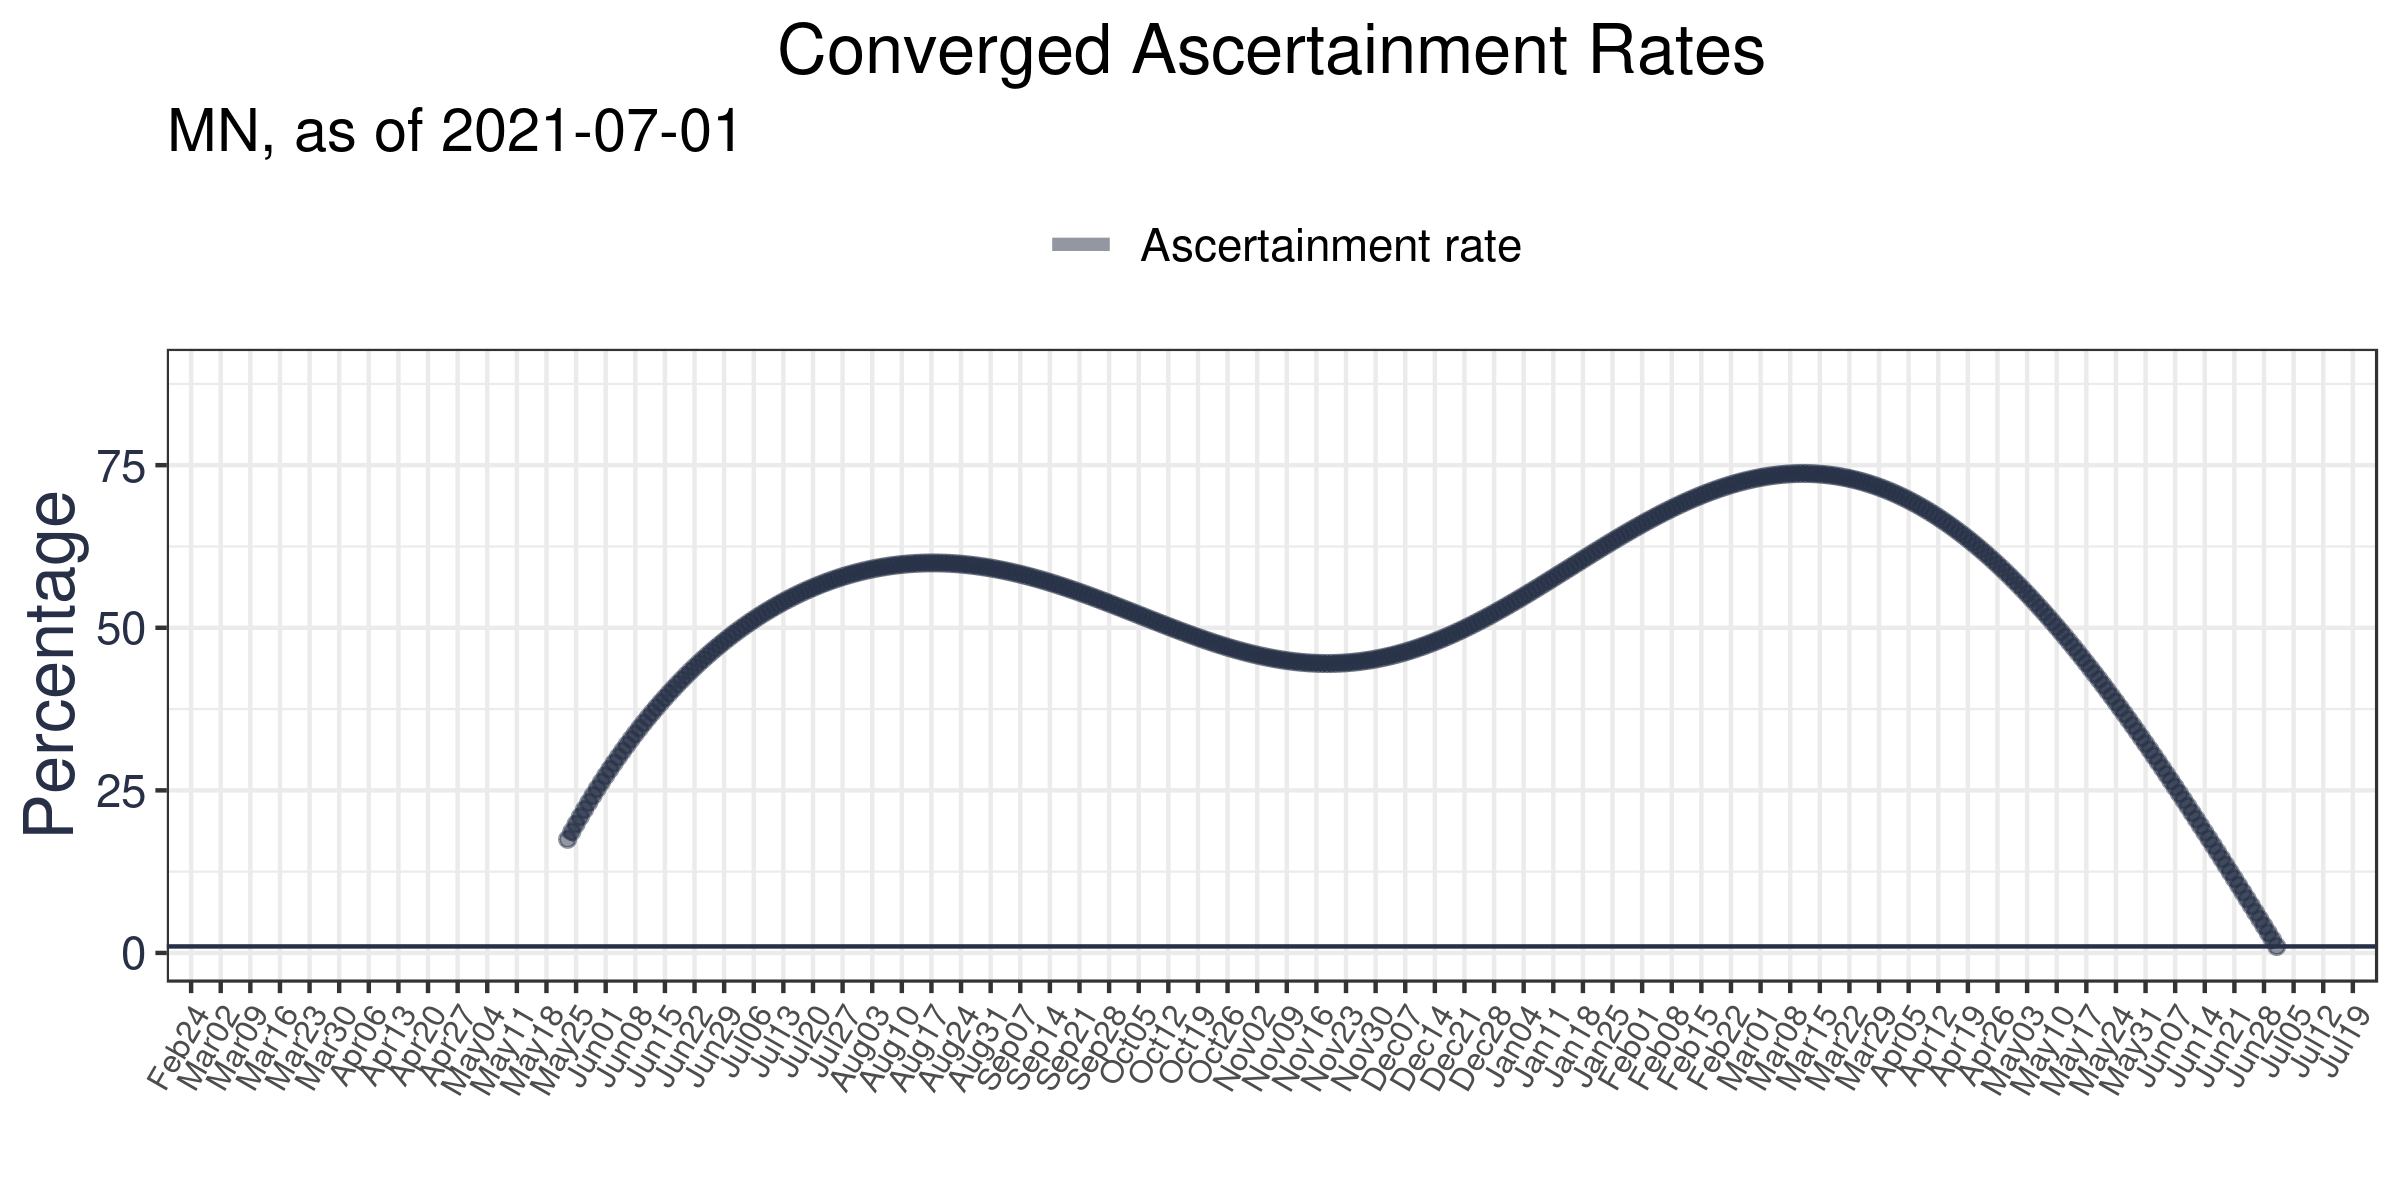 Converged Ascertainment Rates
MN, as of 2021-07-01
Ascertainment rate
Percentage
75
50
25
0
Feb24 Mar02 Mar09 Mar16 Mar23 Mar30 Apr06 Apr13 Apr20 Apr27 May04 May11 May18 May25 Jun01 Jun08 Jun15 Jun22 Jun29 Jul06 Jul13 Jul20 Jul27 Aug03 Aug10 Aug17 Aug24 Aug31 Sep07 Sep14 Sep21 Sep28 Oct05 Oct12 Oct19 Oct26 Nov02 Nov09 Nov16 Nov23 Nov30 Dec07 Dec14 Dec21 Dec28 Jan04 Jan11 Jan18 Jan25 Feb01 Feb08 Feb15 Feb22 Mar01 Mar08 Mar15 Mar22 Mar29 Apr05 Apr12 Apr19 Apr26 May03 May10 May17 May24 May31 Jun07 Jun14 Jun21 Jun28 Jul05 Jul12 Jul19